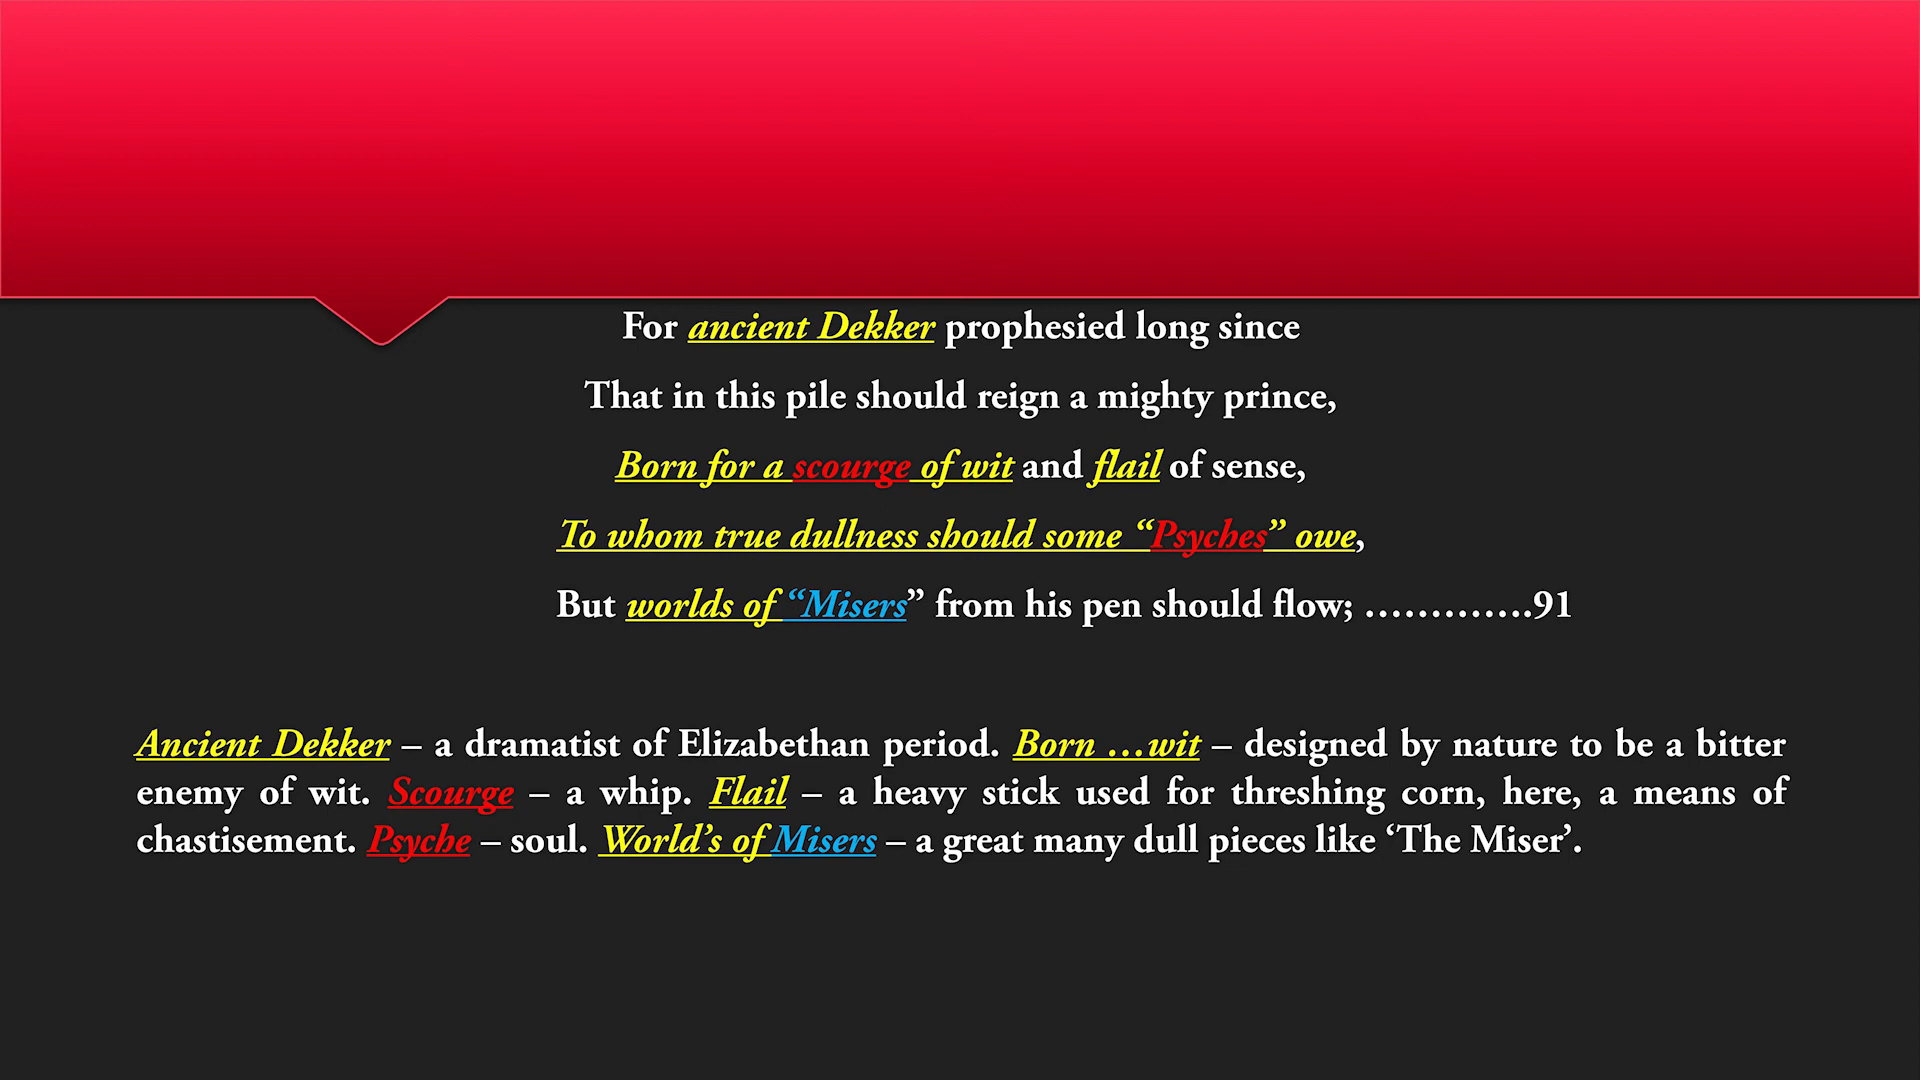 For ancient Dekker prophesied long since
That in this pile should reign a mighty prince,
Born for a scourge of wit and flail of sense,
To whom true dullness should some “Psyches” owe,
But worlds of “Misers” from his pen should flow; ………….91
Ancient Dekker – a dramatist of Elizabethan period. Born …wit – designed by nature to be a bitter
enemy of wit. Scourge – a whip. Flail – a heavy stick used for threshing corn, here, a means of
chastisement. Psyche – soul. World’s of Misers – a great many dull pieces like ‘The Miser’.